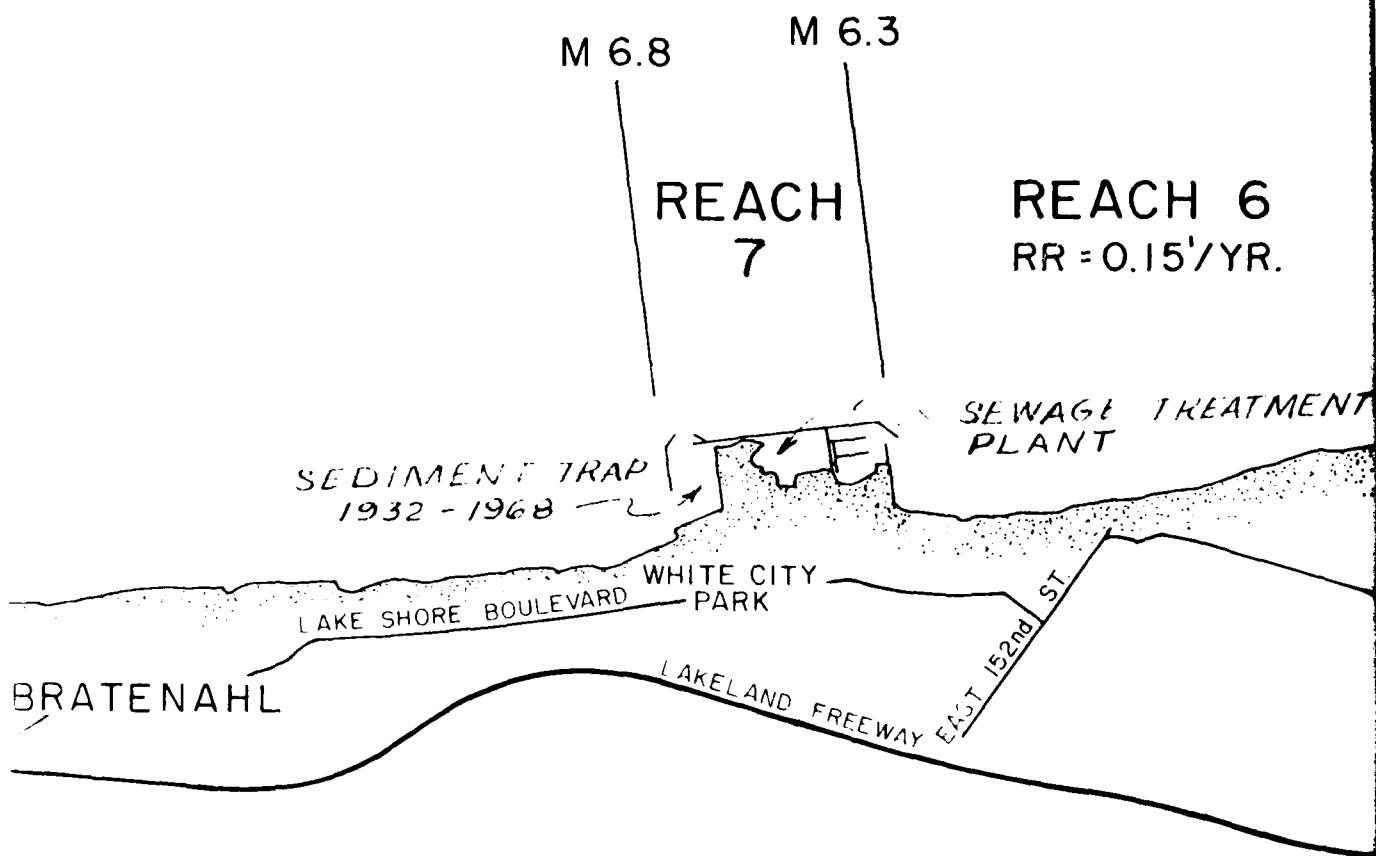 M 6.8
M 6.3
REACH
7
REACH 6
RR = 0.15'/YR.
SEWAGE TREATMENT
PLANT
SEDIMENT TRAP
1932 - 1968
WHITE CITY
PARK
LAKE SHORE BOULEVARD
EAST 152nd ST.
BRATENAHL
LAKELAND FREEWAY